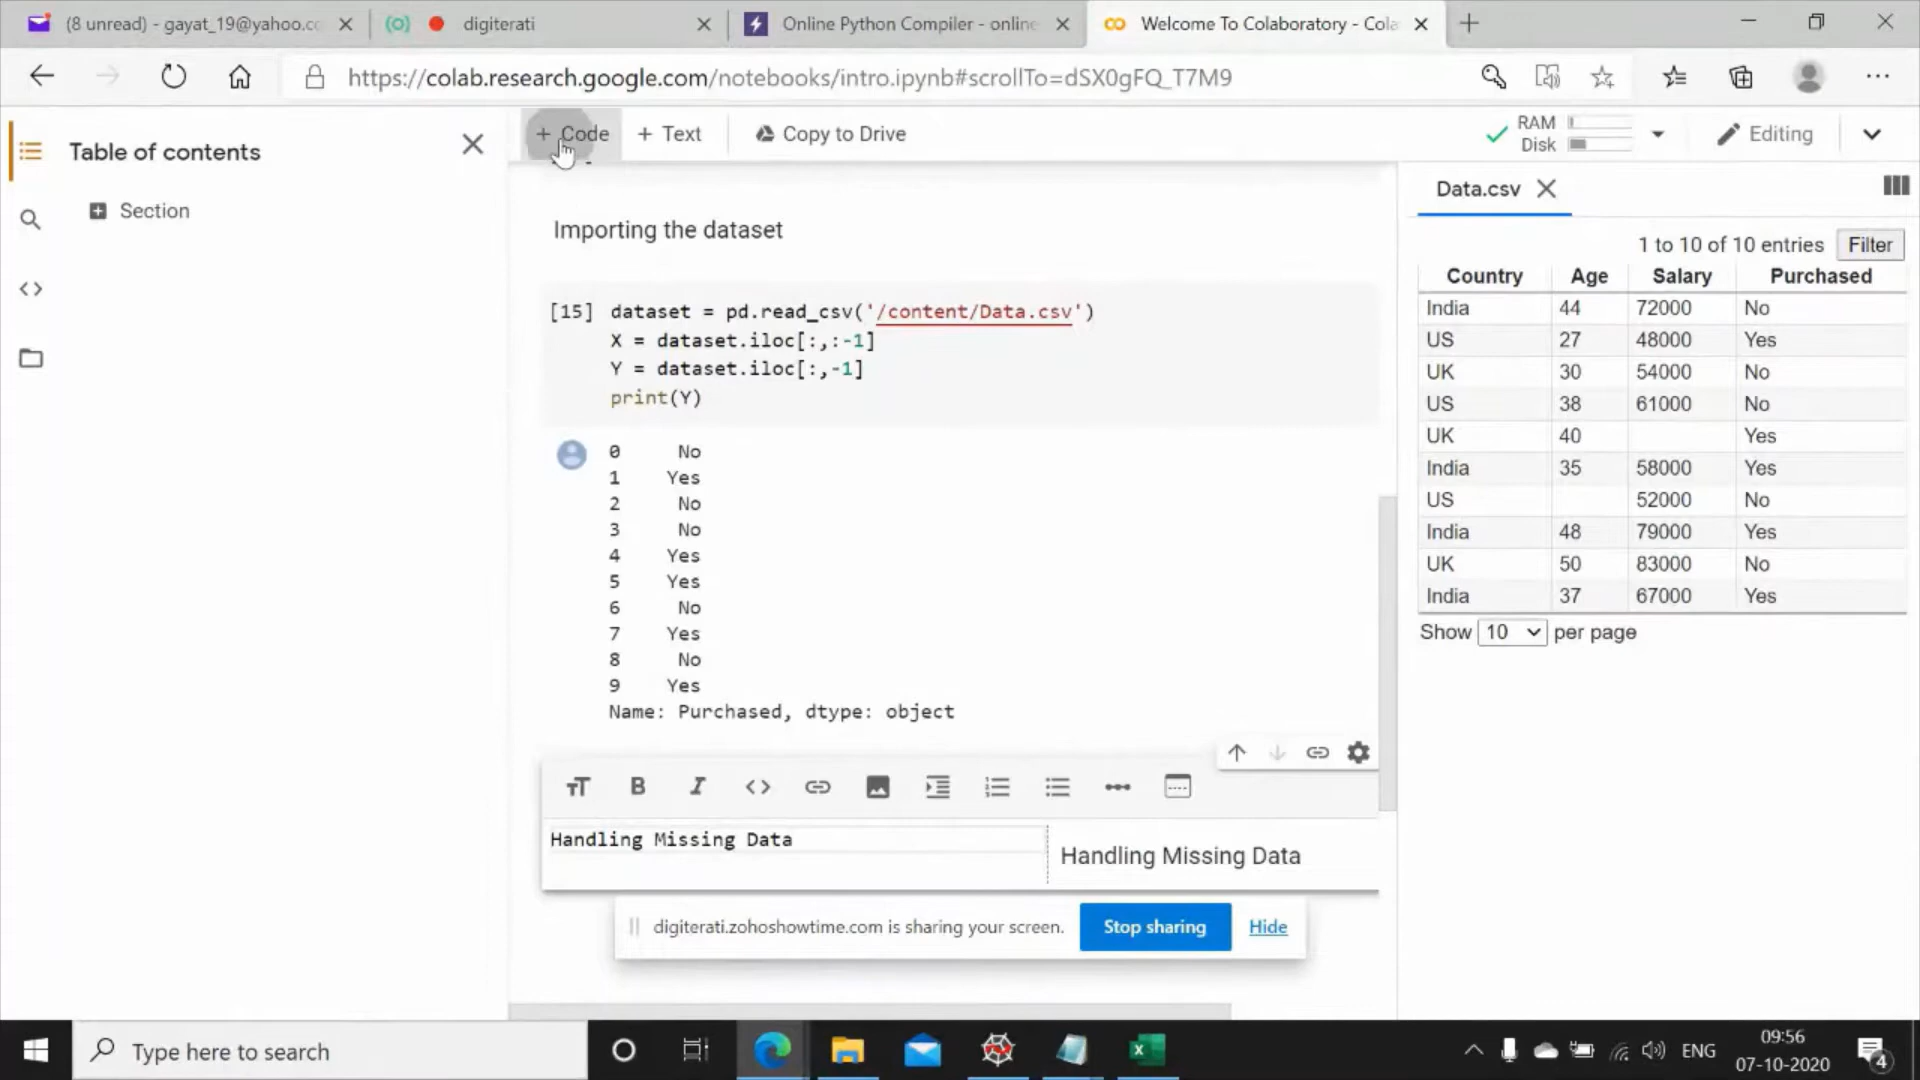 (8 unread) - gayat_19@yahoo.co
digiterati
Online Python Compiler - online
Welcome To Colaboratory - Cola
https://colab.research.google.com/notebooks/intro.ipynb#scrollTo=dSX0gFQ_T7M9
Table of contents
Section
+ Code
+ Text
Copy to Drive
RAM
Disk
Editing
Importing the dataset
[15] dataset = pd.read_csv('/content/Data.csv')
X = dataset.iloc[:,:-1]
Y = dataset.iloc[:,-1]
print(Y)
0 No
1 Yes
2 No
3 No
4 Yes
5 Yes
6 No
7 Yes
8 No
9 Yes
Name: Purchased, dtype: object
B I <>
Handling Missing Data
Handling Missing Data
digiterati.zohoshowtime.com is sharing your screen.
Stop sharing
Hide
Data.csv
1 to 10 of 10 entries
Filter
Country Age Salary Purchased
India 44 72000 No
US 27 48000 Yes
UK 30 54000 No
US 38 61000 No
UK 40 Yes
India 35 58000 Yes
US 52000 No
India 48 79000 Yes
UK 50 83000 No
India 37 67000 Yes
Show 10 per page
Type here to search
ENG
09:56
07-10-2020
4